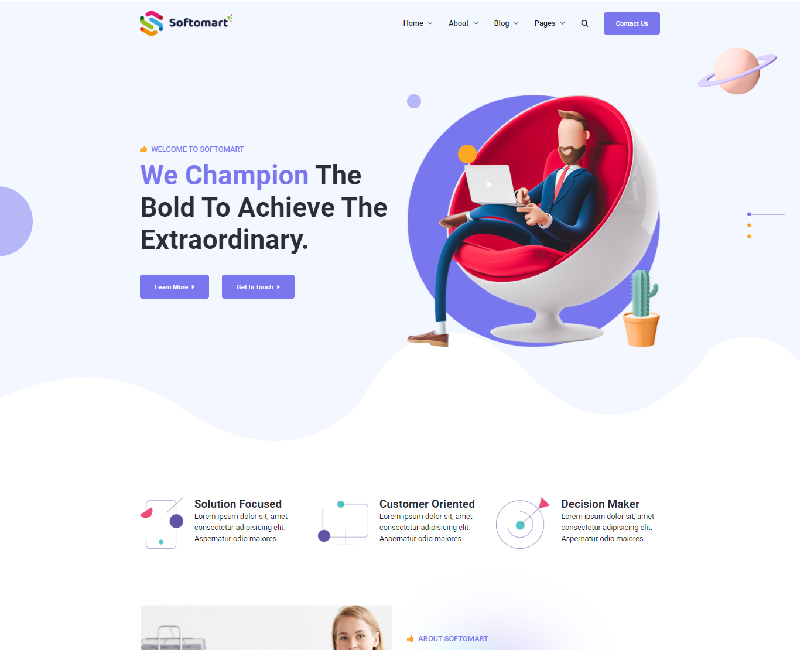 Softomart
Home About Blog Pages Contact Us
WELCOME TO SOFTOMART
We Champion The
Bold To Achieve The
Extraordinary.
Learn More Get In Touch
Solution Focused
Lorem ipsum dolor sit, amet
consectetur adipisicing elit.
Aspernatur odio maiores.
Customer Oriented
Lorem ipsum dolor sit, amet
consectetur adipisicing elit.
Aspernatur odio maiores.
Decision Maker
Lorem ipsum dolor sit, amet
consectetur adipisicing elit.
Aspernatur odio maiores.
ABOUT SOFTOMART